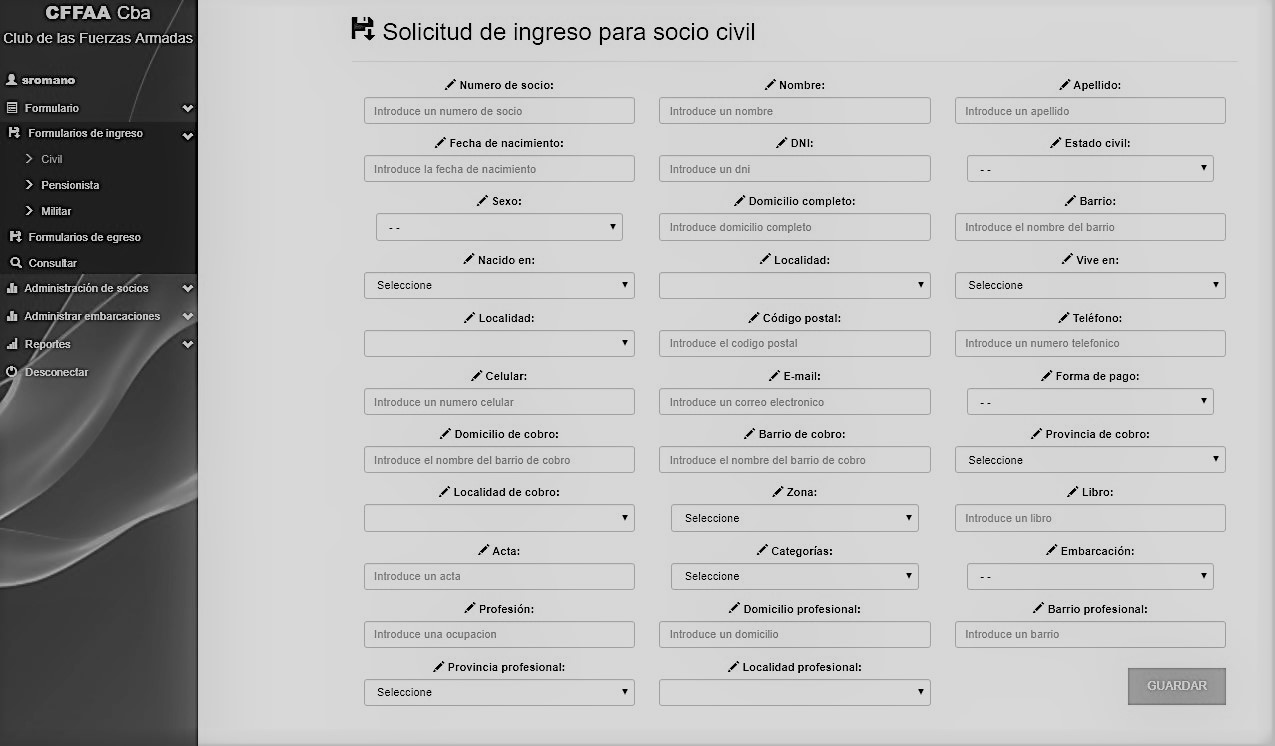 CFFAA Cba
Club de las Fuerzas Armadas
sromano
Formulario
Formularios de ingreso
Civil
Pensionista
Militar
Formularios de egreso
Consultar
Administración de socios
Administrar embarcaciones
Reportes
Desconectar
Solicitud de ingreso para socio civil
Numero de socio: Nombre: Apellido:
Introduce un numero de socio Introduce un nombre Introduce un apellido
Fecha de nacimiento: DNI: Estado civil:
Introduce la fecha de nacimiento Introduce un dni - -
Sexo: Domicilio completo: Barrio:
- - Introduce domicilio completo Introduce el nombre del barrio
Nacido en: Localidad: Vive en:
Seleccione Seleccione
Localidad: Código postal: Teléfono:
Introduce el codigo postal Introduce un numero telefonico
Celular: E-mail: Forma de pago:
Introduce un numero celular Introduce un correo electronico - -
Domicilio de cobro: Barrio de cobro: Provincia de cobro:
Introduce el nombre del barrio de cobro Introduce el nombre del barrio de cobro Seleccione
Localidad de cobro: Zona: Libro:
Seleccione Introduce un libro
Acta: Categorías: Embarcación:
Introduce un acta Seleccione - -
Profesión: Domicilio profesional: Barrio profesional:
Introduce una ocupacion Introduce un domicilio Introduce un barrio
Provincia profesional: Localidad profesional:
Seleccione
GUARDAR